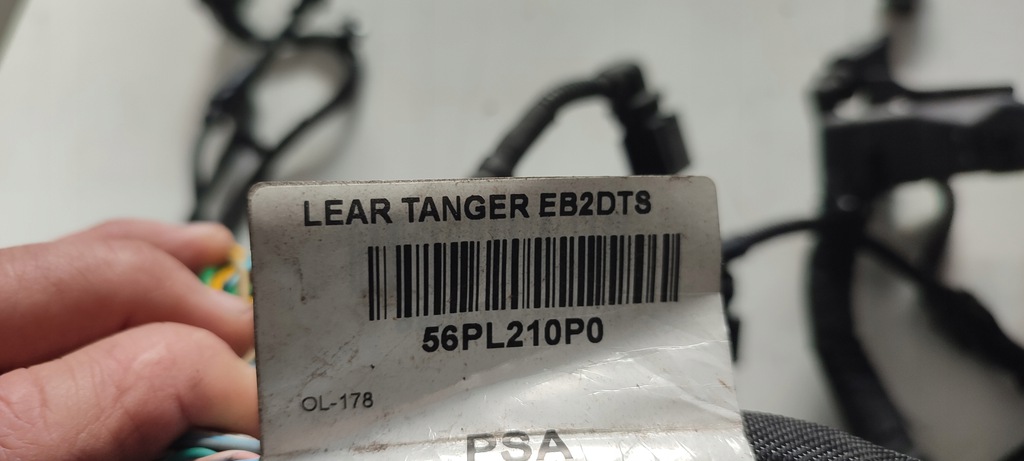 LEAR TANGER EB2DTS
56PL210P0
OL-178
PSA